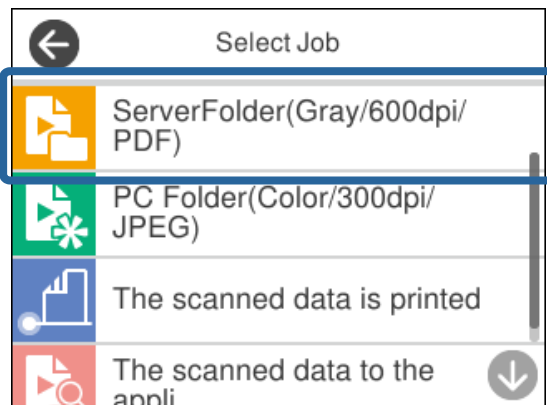 Select Job
ServerFolder(Gray/600dpi/
PDF)
PC Folder(Color/300dpi/
JPEG)
The scanned data is printed
The scanned data to the
appli...